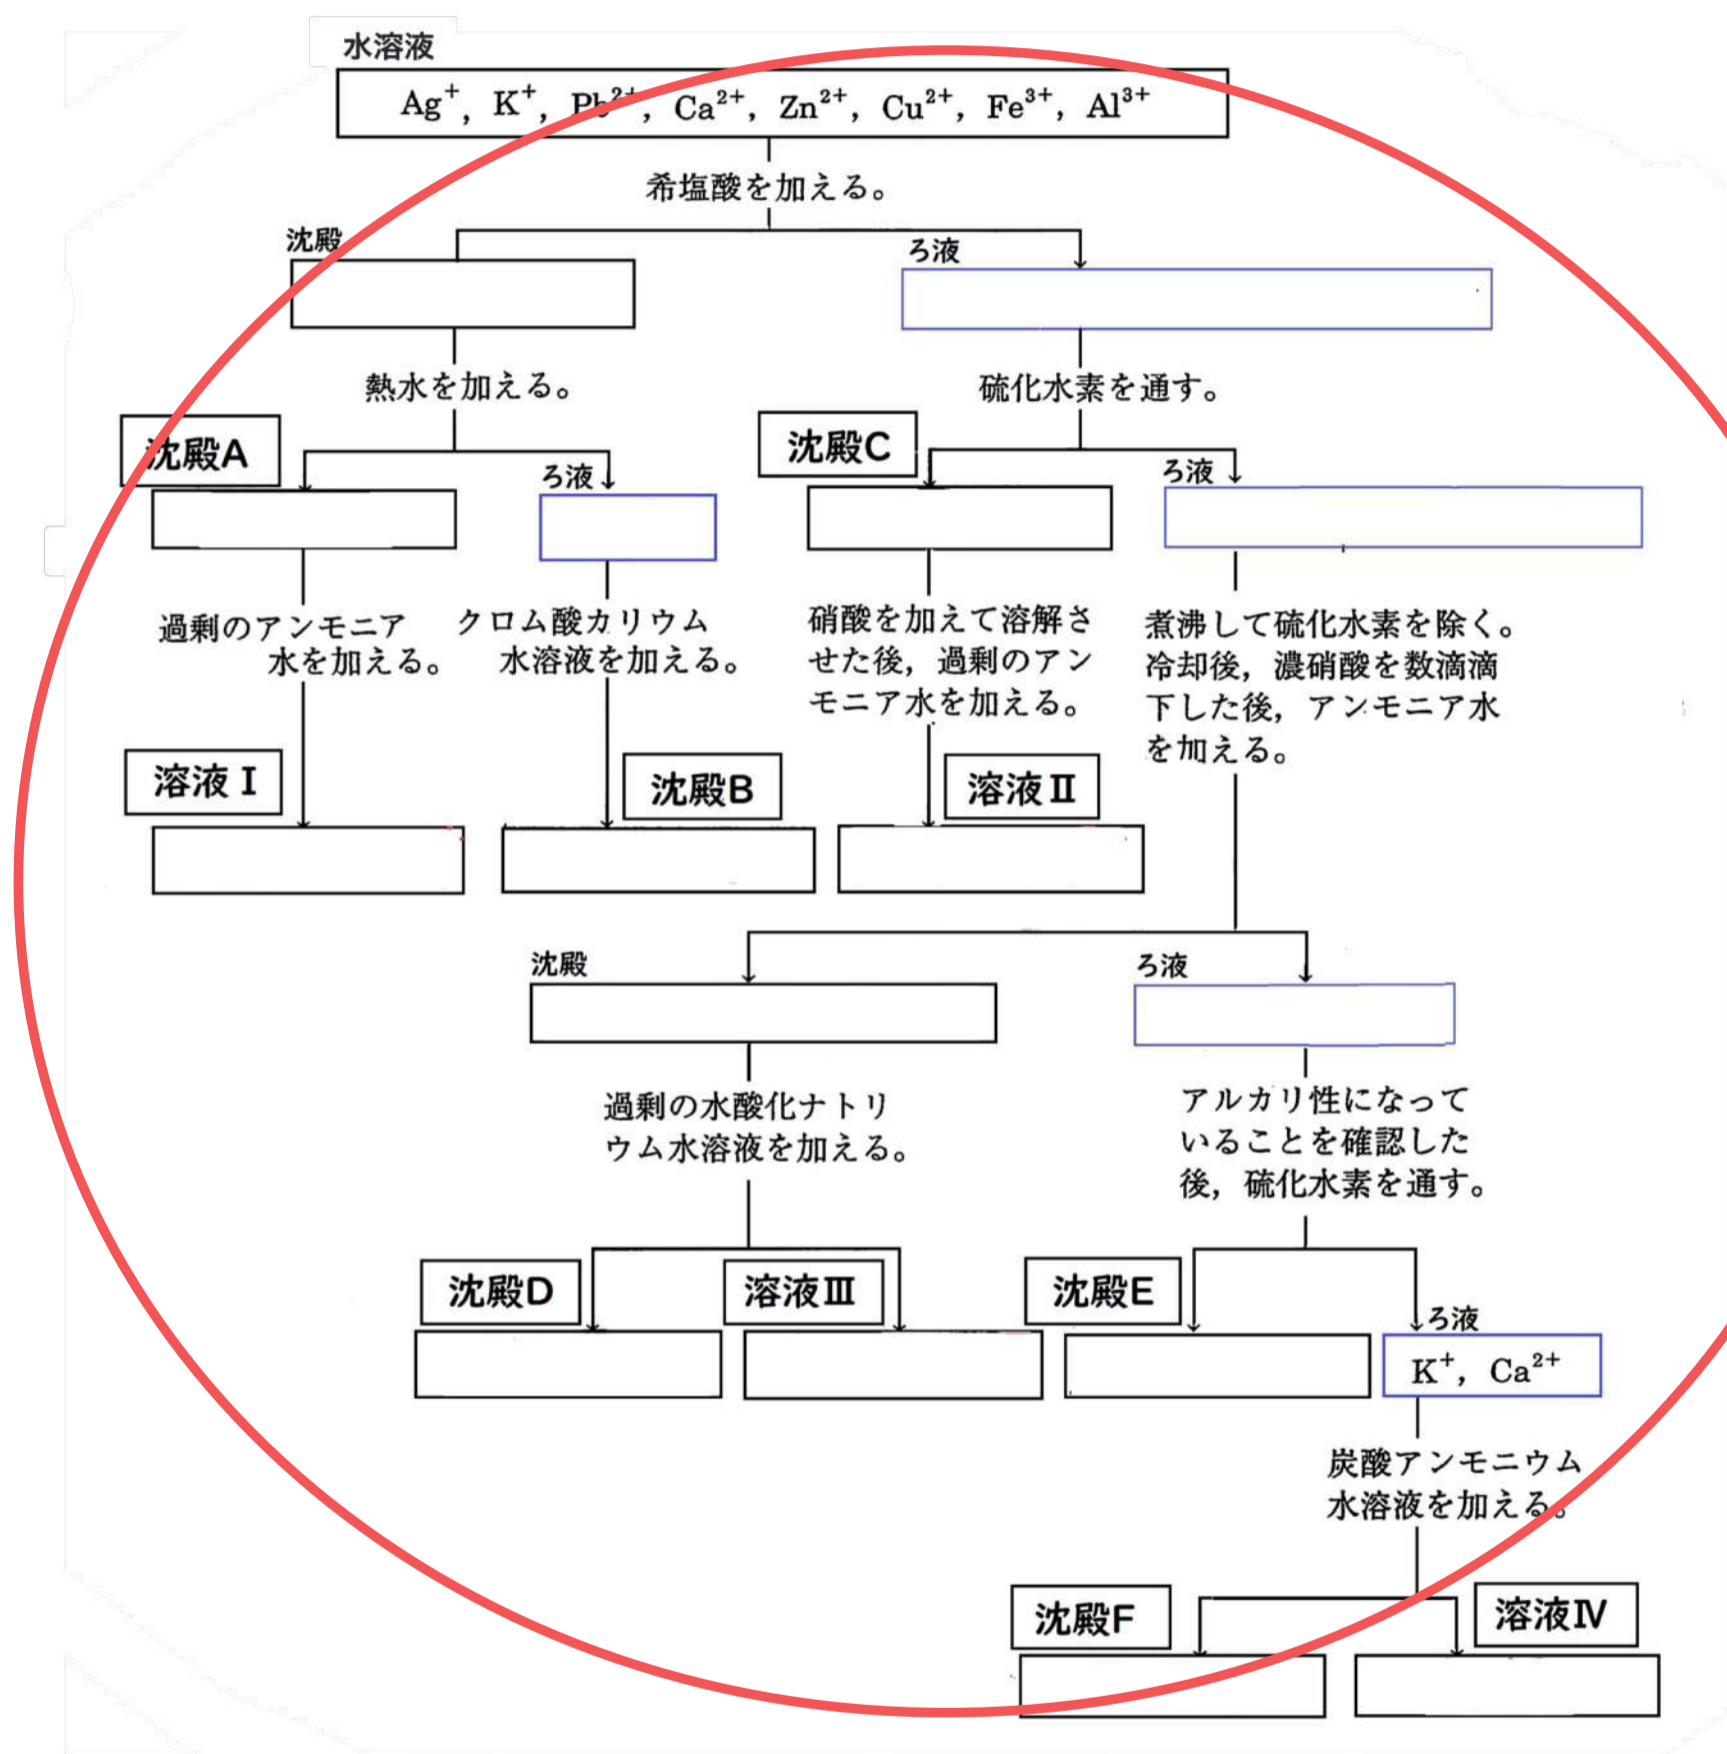 水溶液
Ag⁺, K⁺, Pb²⁺, Ca²⁺, Zn²⁺, Cu²⁺, Fe³⁺, Al³⁺
希塩酸を加える。
沈殿
ろ液
熱水を加える。
硫化水素を通す。
沈殿A
ろ液
沈殿C
ろ液
過剰のアンモニア
水を加える。
クロム酸カリウム
水溶液を加える。
硝酸を加えて溶解さ
せた後，過剰のアン
モニア水を加える。
煮沸して硫化水素を除く。
冷却後，濃硝酸を数滴滴
下した後，アンモニア水
を加える。
溶液Ⅰ
沈殿B
溶液Ⅱ
沈殿
ろ液
過剰の水酸化ナトリ
ウム水溶液を加える。
アルカリ性になって
いることを確認した
後，硫化水素を通す。
沈殿D
溶液Ⅲ
沈殿E
ろ液
K⁺, Ca²⁺
炭酸アンモニウム
水溶液を加える。
沈殿F
溶液Ⅳ